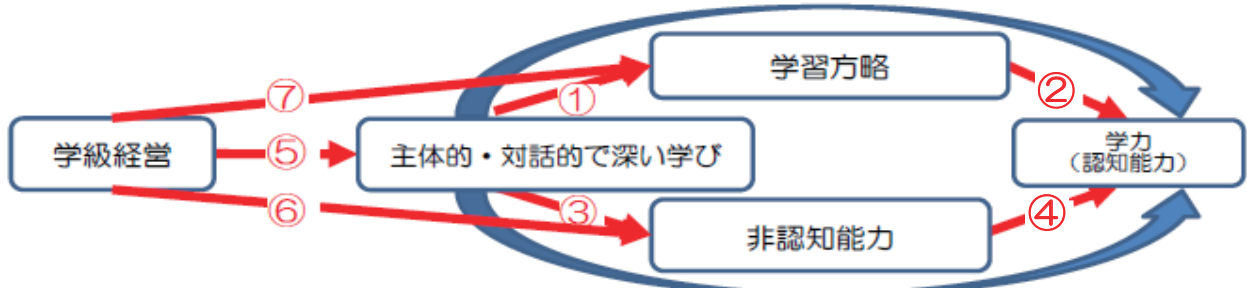 学習方略
⑦
①
②
学級経営
⑤
主体的・対話的で深い学び
学力
（認知能力）
⑥
③
④
非認知能力